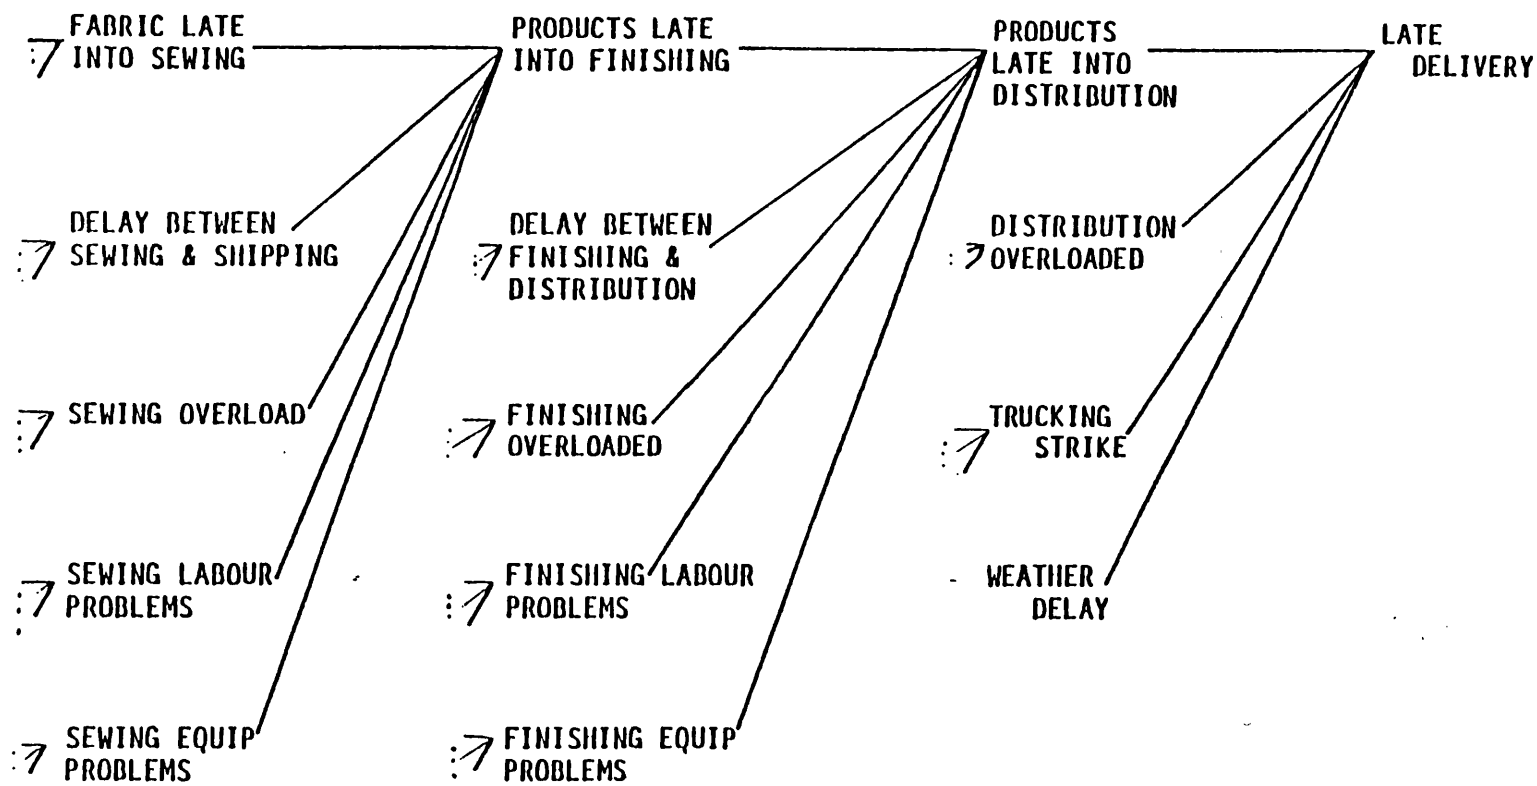 FABRIC LATE
INTO SEWING
PRODUCTS LATE
INTO FINISHING
PRODUCTS
LATE INTO
DISTRIBUTION
LATE
DELIVERY
DELAY BETWEEN
SEWING & SHIPPING
DELAY BETWEEN
FINISHING &
DISTRIBUTION
DISTRIBUTION
OVERLOADED
SEWING OVERLOAD
FINISHING
OVERLOADED
TRUCKING
STRIKE
SEWING LABOUR
PROBLEMS
FINISHING LABOUR
PROBLEMS
WEATHER
DELAY
SEWING EQUIP
PROBLEMS
FINISHING EQUIP
PROBLEMS